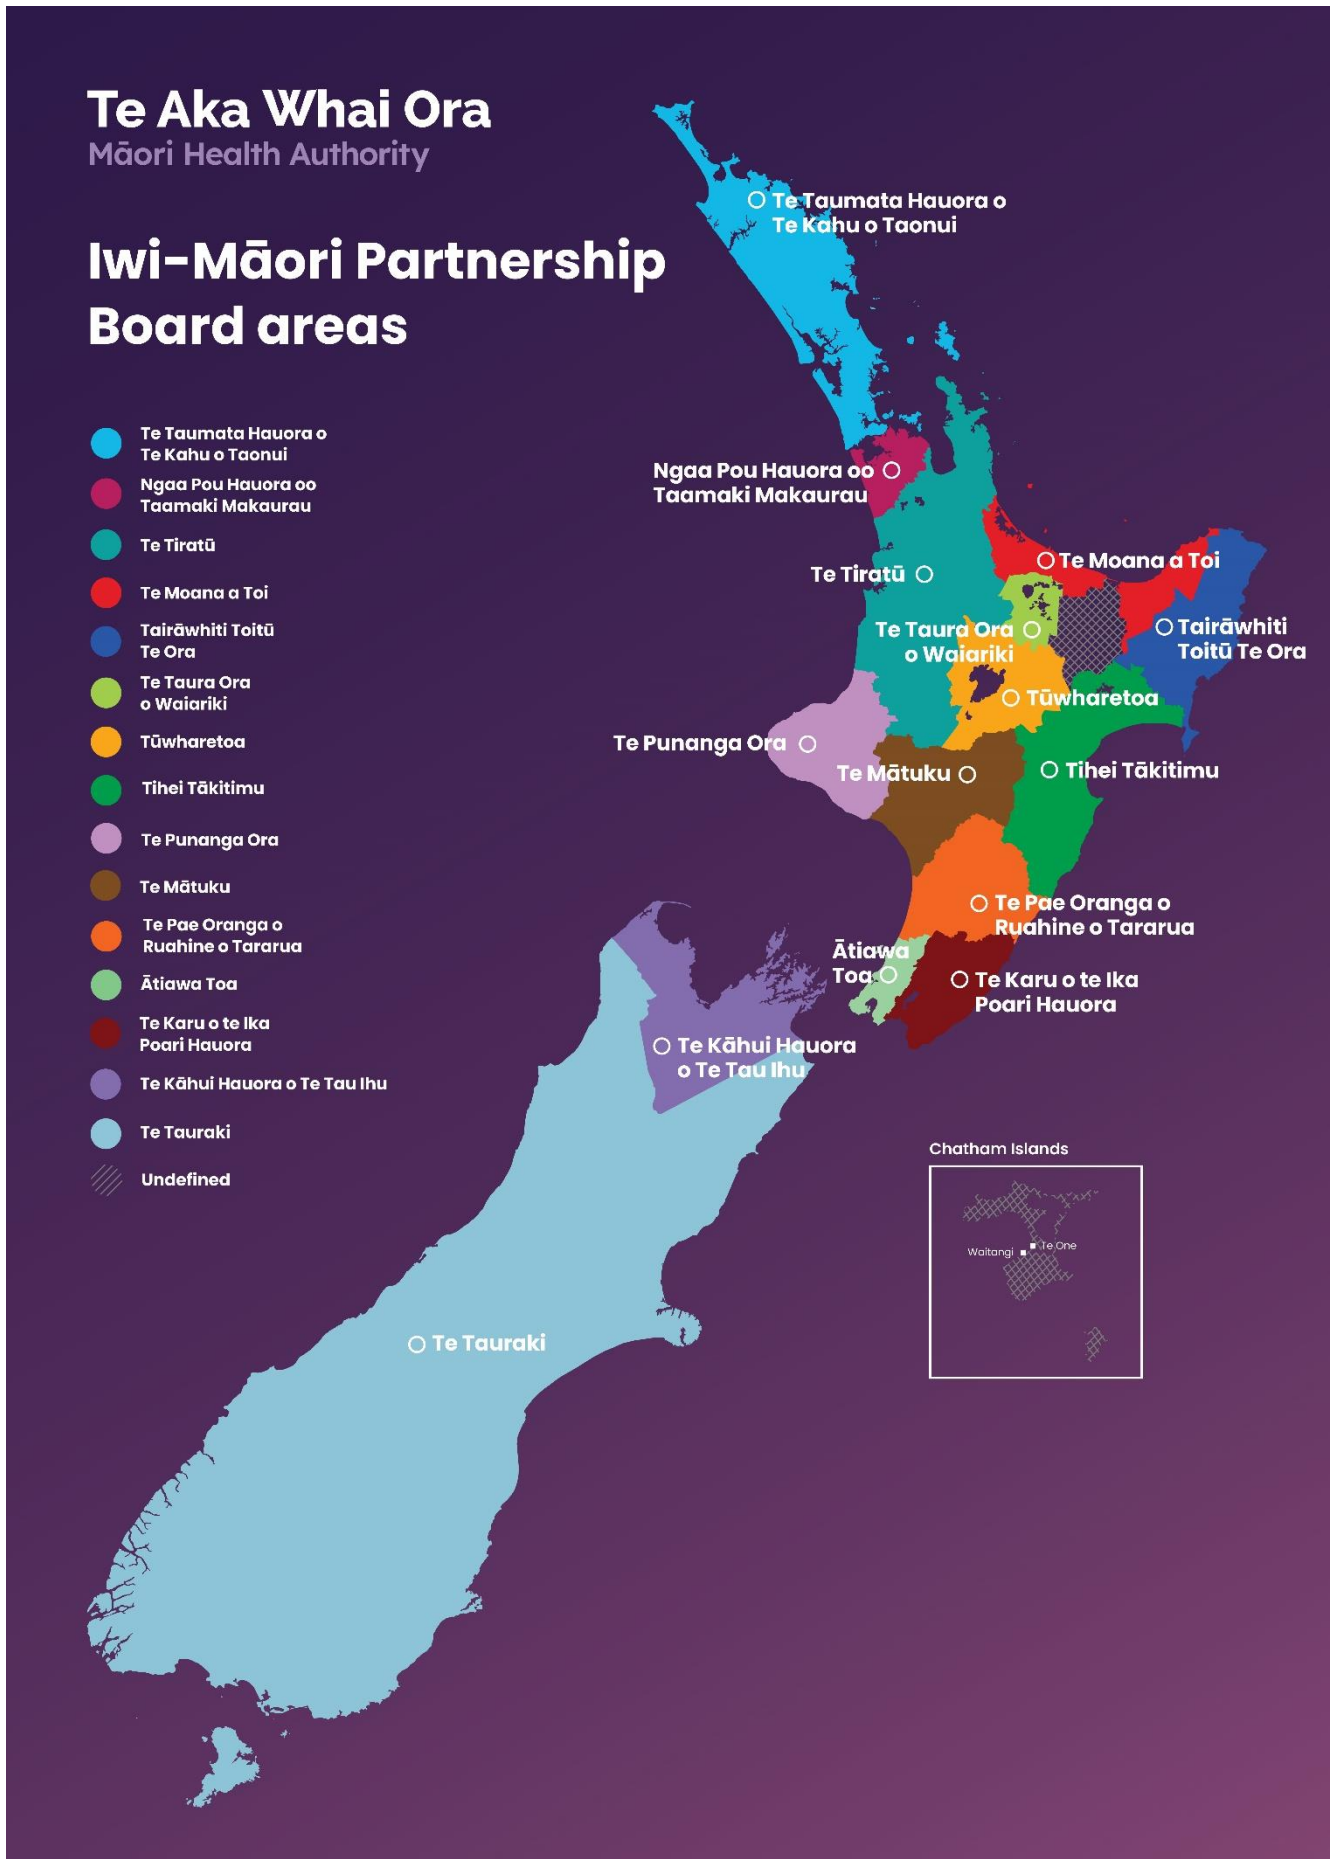 Te Aka Whai Ora
Māori Health Authority
Iwi-Māori Partnership
Board areas
Te Taumata Hauora o
Te Kahu o Taonui
Ngaa Pou Hauora oo
Taamaki Makaurau
Te Tiratū
Te Moana a Toi
Tairāwhiti Toitū
Te Ora
Te Taura Ora
o Waiariki
Tūwharetoa
Tihei Tākitimu
Te Punanga Ora
Te Mātuku
Te Pae Oranga o
Ruahine o Tararua
Ātiawa Toa
Te Karu o te Ika
Poari Hauora
Te Kāhui Hauora o Te Tau Ihu
Te Tauraki
Undefined
Te Taumata Hauora o
Te Kahu o Taonui
Ngaa Pou Hauora oo
Taamaki Makaurau
Te Moana a Toi
Te Tiratū
Te Taura Ora
o Waiariki
Tairāwhiti
Toitū Te Ora
Tūwharetoa
Te Punanga Ora
Te Mātuku
Tihei Tākitimu
Te Pae Oranga o
Ruahine o Tararua
Ātiawa
Toa
Te Karu o te Ika
Poari Hauora
Te Kāhui Hauora
o Te Tau Ihu
Te Tauraki
Chatham Islands
Te One
Waitangi